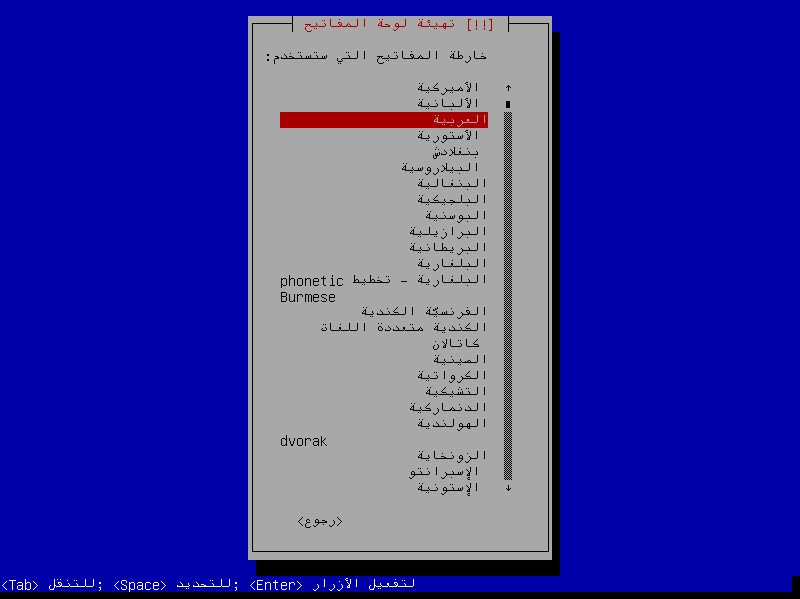 [!!] تهيئة لوحة المفاتيح
خارطة المفاتيح التي ستستخدم:
الأميركية
الألبانية
العربية
الأستورية
بنغلادش
البيلاروسية
البنغالية
البلجيكية
البوسنية
البرازيلية
البريطانية
البلغارية
البلغارية - تخطيط phonetic
Burmese
الفرنسيّة الكندية
الكندية متعددة اللغات
كاتالان
الصينية
الكرواتية
التشيكية
الدنماركية
الهولندية
dvorak
الزونخاية
الإسبرانتو
الإستونية
<رجوع>
<Tab> للتنقل; <Space> للتحديد; <Enter> لتفعيل الأزرار